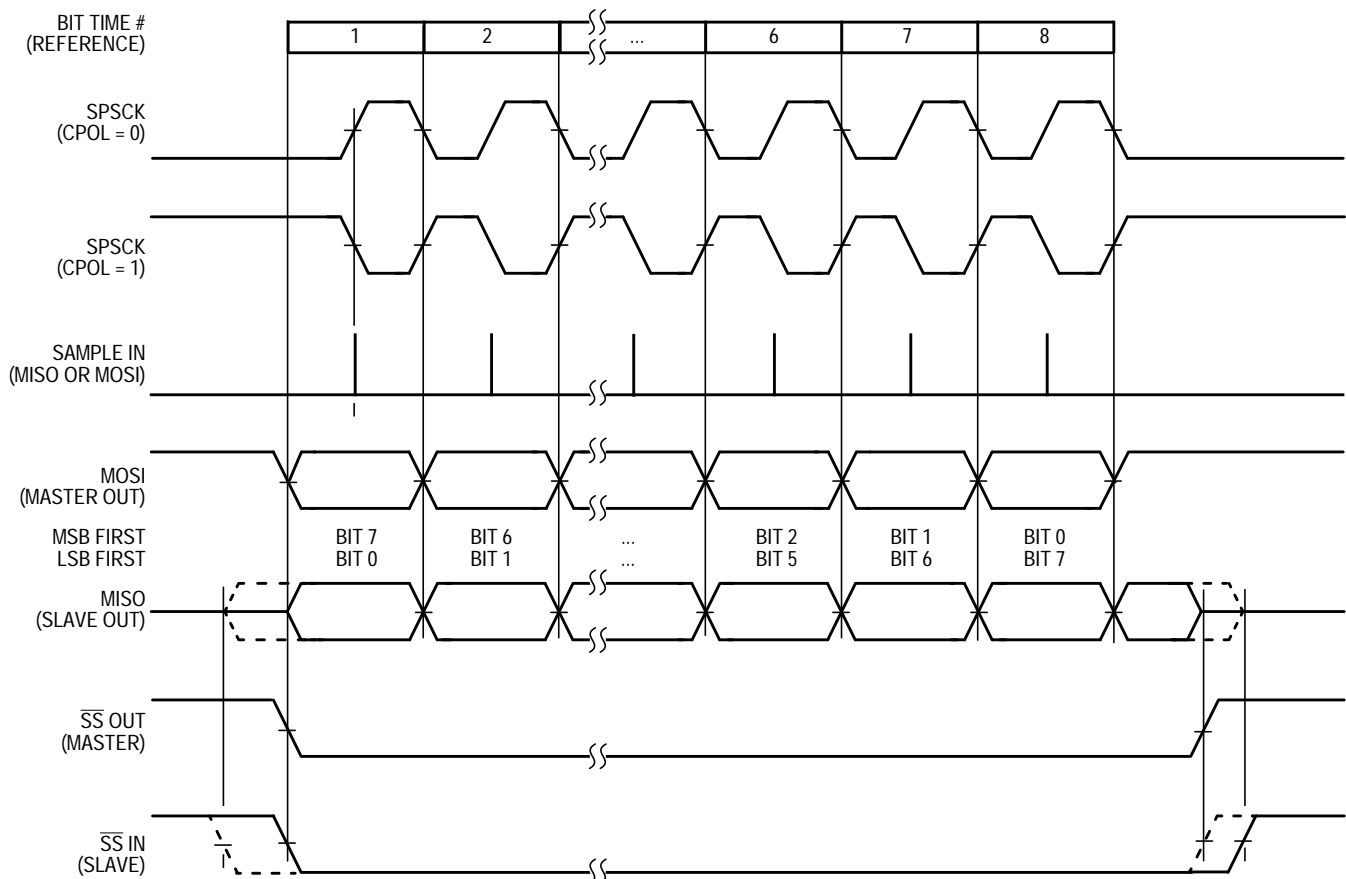 BIT TIME #
(REFERENCE)
1 2 ... 6 7 8
SPSCK
(CPOL = 0)
SPSCK
(CPOL = 1)
SAMPLE IN
(MISO OR MOSI)
MOSI
(MASTER OUT)
MSB FIRST BIT 7 BIT 6 ... BIT 2 BIT 1 BIT 0
LSB FIRST BIT 0 BIT 1 ... BIT 5 BIT 6 BIT 7
MISO
(SLAVE OUT)
S̅S̅ OUT
(MASTER)
S̅S̅ IN
(SLAVE)